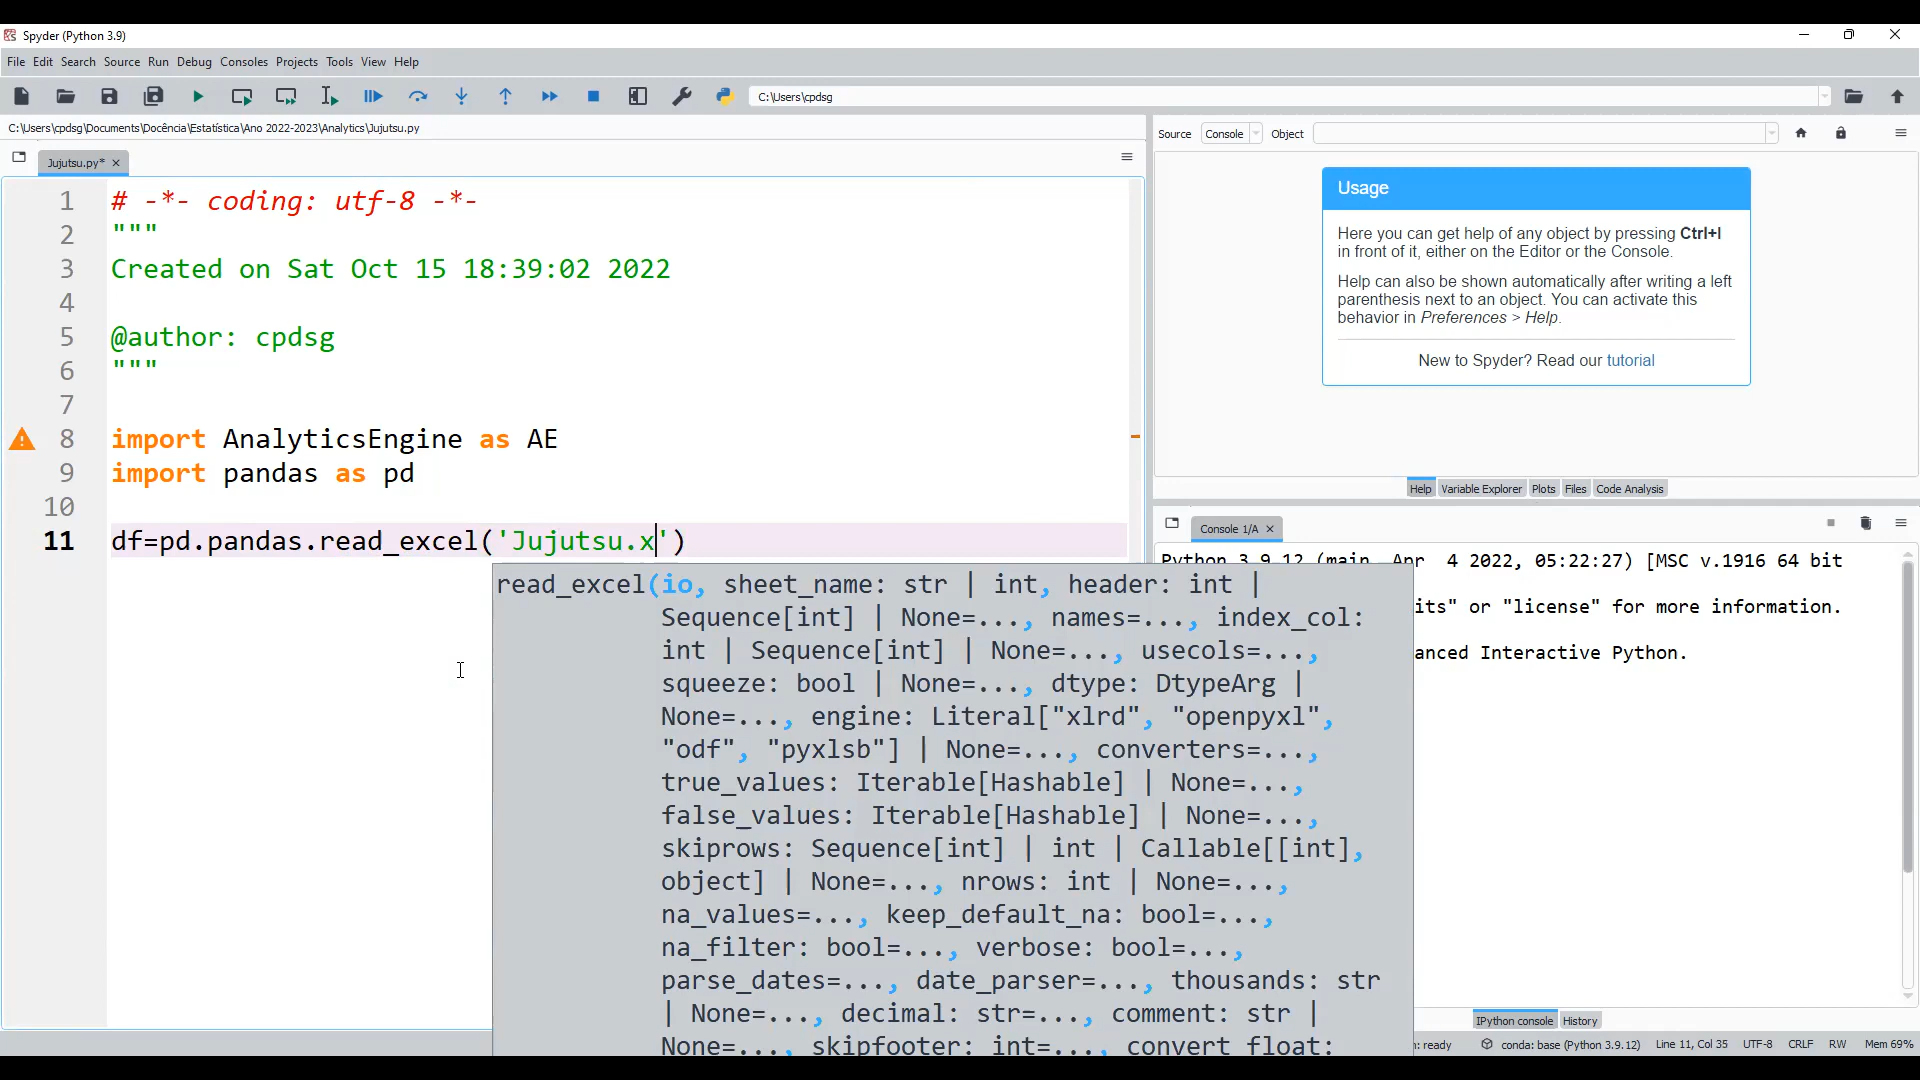 Spyder (Python 3.9)
File Edit Search Source Run Debug Consoles Projects Tools View Help
C:\Users\cpdsg
C:\Users\cpdsg\Documents\Docência\Estatística\Ano 2022-2023\Analytics\Jujutsu.py
Jujutsu.py*
1 # -*- coding: utf-8 -*-
2 """
3 Created on Sat Oct 15 18:39:02 2022
4
5 @author: cpdsg
6 """
7
8 import AnalyticsEngine as AE
9 import pandas as pd
10
11 df=pd.pandas.read_excel('Jujutsu.x')
read_excel(io, sheet_name: str | int, header: int |
Sequence[int] | None=..., names=..., index_col:
int | Sequence[int] | None=..., usecols=...,
squeeze: bool | None=..., dtype: DtypeArg |
None=..., engine: Literal["xlrd", "openpyxl",
"odf", "pyxlsb"] | None=..., converters=...,
true_values: Iterable[Hashable] | None=...,
false_values: Iterable[Hashable] | None=...,
skiprows: Sequence[int] | int | Callable[[int],
object] | None=..., nrows: int | None=...,
na_values=..., keep_default_na: bool=...,
na_filter: bool=..., verbose: bool=...,
parse_dates=..., date_parser=..., thousands: str
| None=..., decimal: str=..., comment: str |
None=..., skipfooter: int=..., convert_float:
Source Console Object
Usage
Here you can get help of any object by pressing Ctrl+I
in front of it, either on the Editor or the Console.
Help can also be shown automatically after writing a left
parenthesis next to an object. You can activate this
behavior in Preferences > Help.
New to Spyder? Read our tutorial
Help Variable Explorer Plots Files Code Analysis
Console 1/A
Python 3.9.12 (main, Apr 4 2022, 05:22:27) [MSC v.1916 64 bit
its" or "license" for more information.
anced Interactive Python.
IPython console History
ready conda: base (Python 3.9.12) Line 11, Col 35 UTF-8 CRLF RW Mem 69%